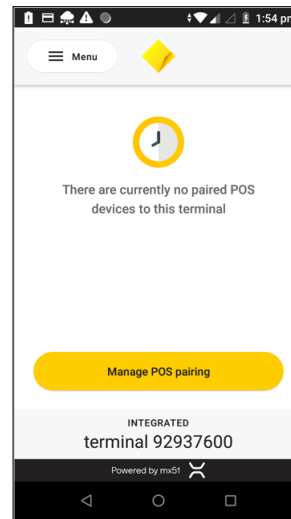 1:54 pm
Menu
There are currently no paired POS
devices to this terminal
Manage POS pairing
INTEGRATED
terminal 92937600
Powered by mx51